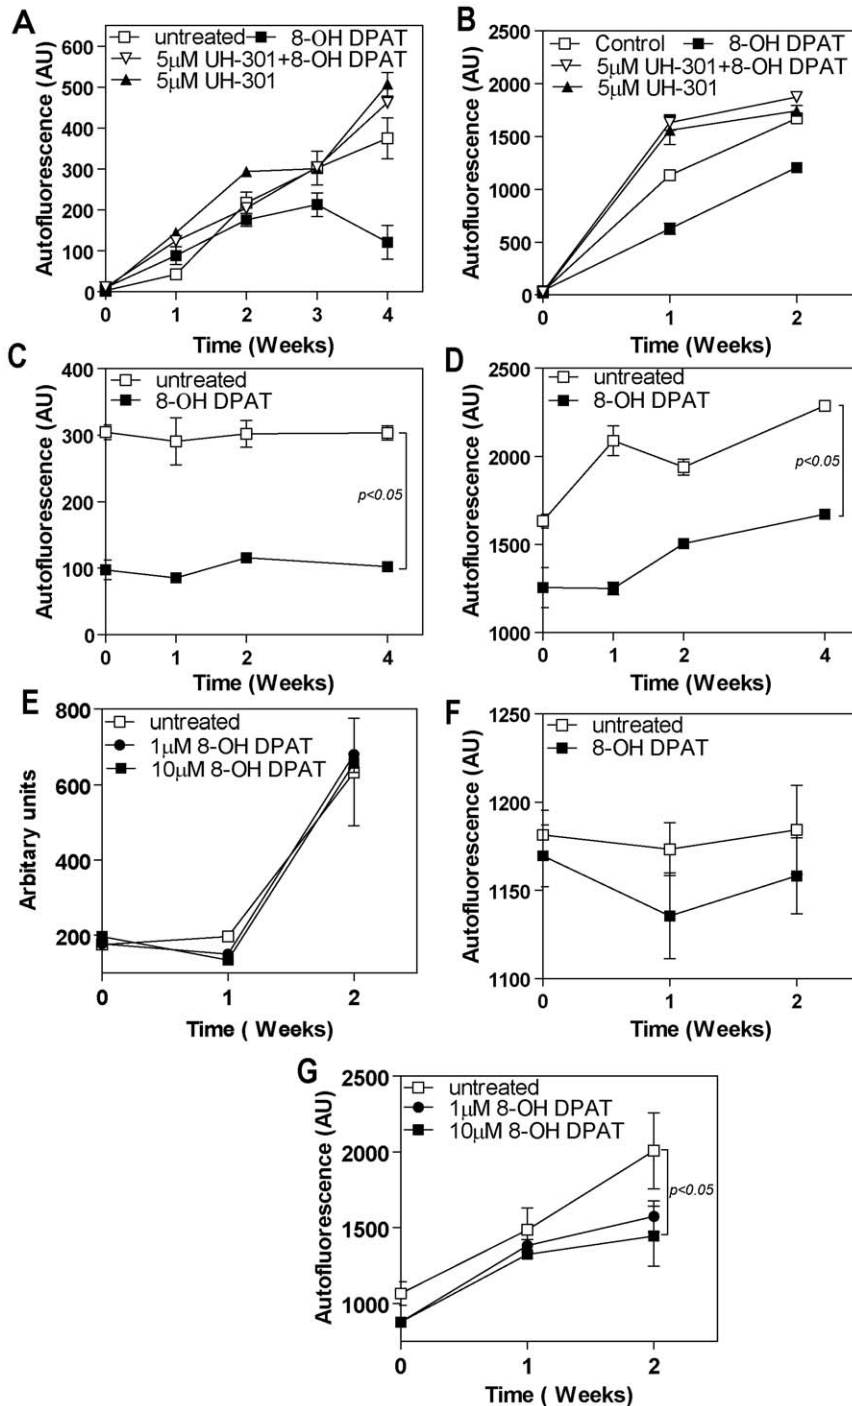 A
Autofluorescence (AU)
600
500
400
300
200
100
0
untreated 8-OH DPAT
5µM UH-301+8-OH DPAT
5µM UH-301
0 1 2 3 4
Time (Weeks)
B
Autofluorescence (AU)
2500
2000
1500
1000
500
0
Control 8-OH DPAT
5µM UH-301+8-OH DPAT
5µM UH-301
0 1 2
Time (Weeks)
C
Autofluorescence (AU)
400
300
200
100
0
untreated
8-OH DPAT
p<0.05
0 1 2 4
Time (Weeks)
D
Autofluorescence (AU)
2500
2000
1500
1000
untreated
8-OH DPAT
p<0.05
0 1 2 4
Time (Weeks)
E
Arbitary units
800
600
400
200
untreated
1µM 8-OH DPAT
10µM 8-OH DPAT
0 1 2
Time ( Weeks)
F
Autofluorescence (AU)
1250
1200
1150
1100
untreated
8-OH DPAT
0 1 2
Time (Weeks)
G
Autofluorescence (AU)
2500
2000
1500
1000
untreated
1µM 8-OH DPAT
10µM 8-OH DPAT
p<0.05
0 1 2
Time ( Weeks)